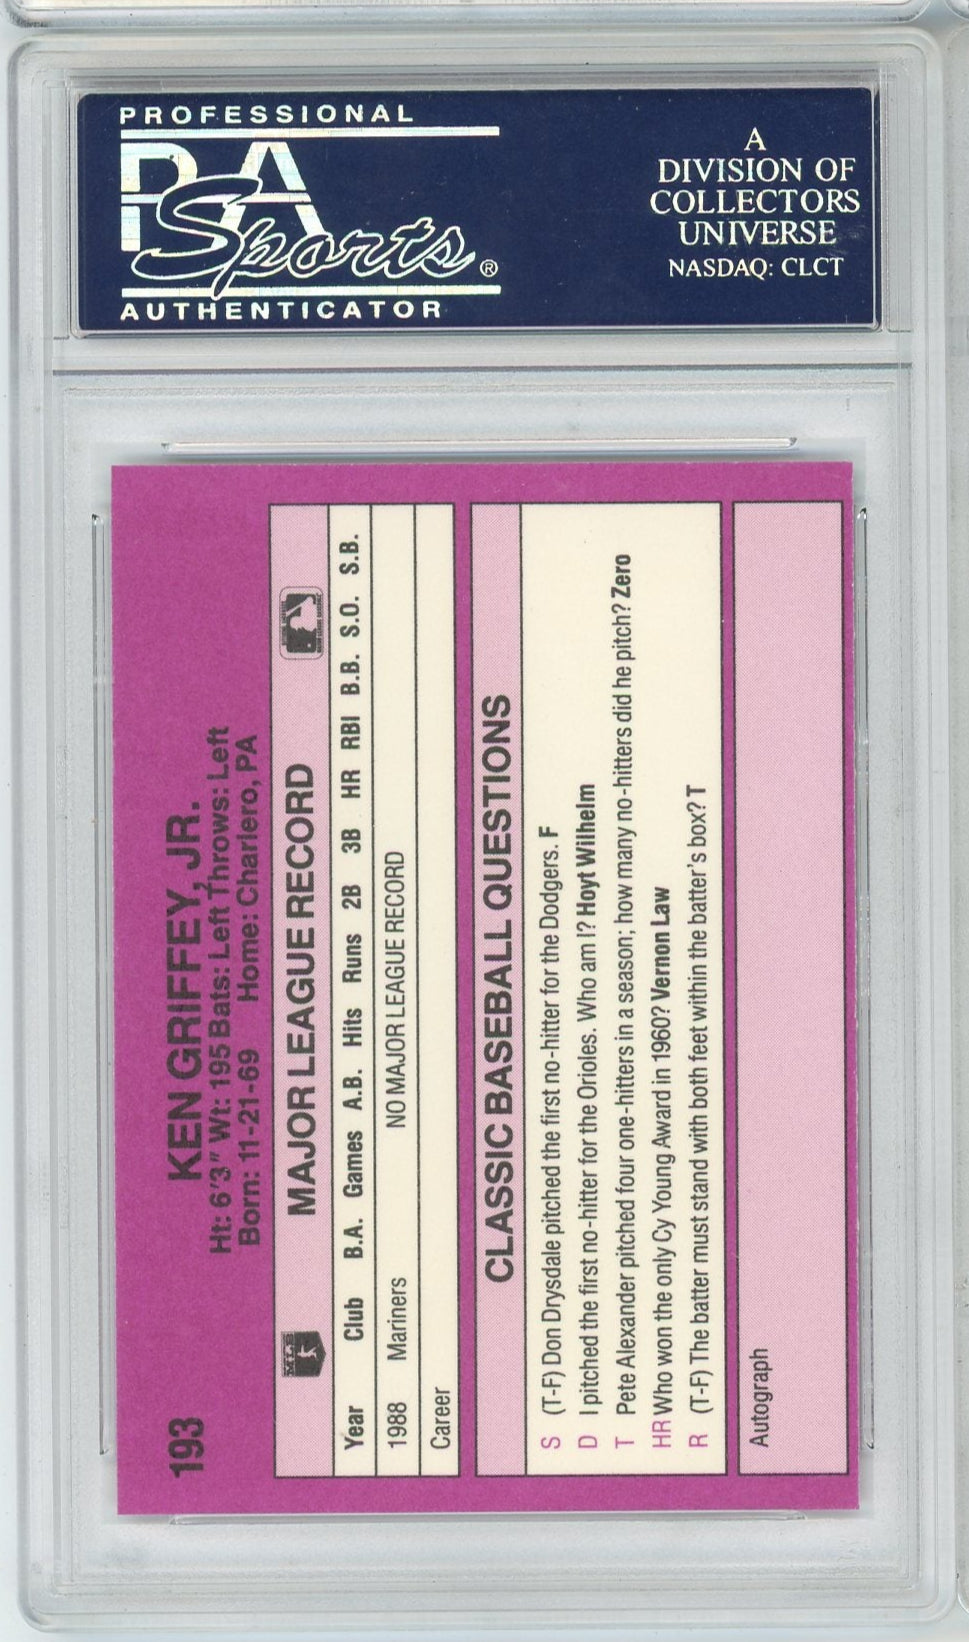 PROFESSIONAL
PSA
Sports®
AUTHENTICATOR
A
DIVISION OF
COLLECTORS
UNIVERSE
NASDAQ: CLCT
193
KEN GRIFFEY, JR.
Ht: 6'3" Wt: 195 Bats: Left Throws: Left
Born: 11-21-69 Home: Charlero, PA
MLB MAJOR LEAGUE RECORD
Year Club B.A. Games A.B. Hits Runs 2B 3B HR RBI B.B. S.O. S.B.
1988 Mariners NO MAJOR LEAGUE RECORD
Career
CLASSIC BASEBALL QUESTIONS
S (T-F) Don Drysdale pitched the first no-hitter for the Dodgers. F
D I pitched the first no-hitter for the Orioles. Who am I? Hoyt Wilhelm
T Pete Alexander pitched four one-hitters in a season; how many no-hitters did he pitch? Zero
HR Who won the only Cy Young Award in 1960? Vernon Law
R (T-F) The batter must stand with both feet within the batter's box? T
Autograph